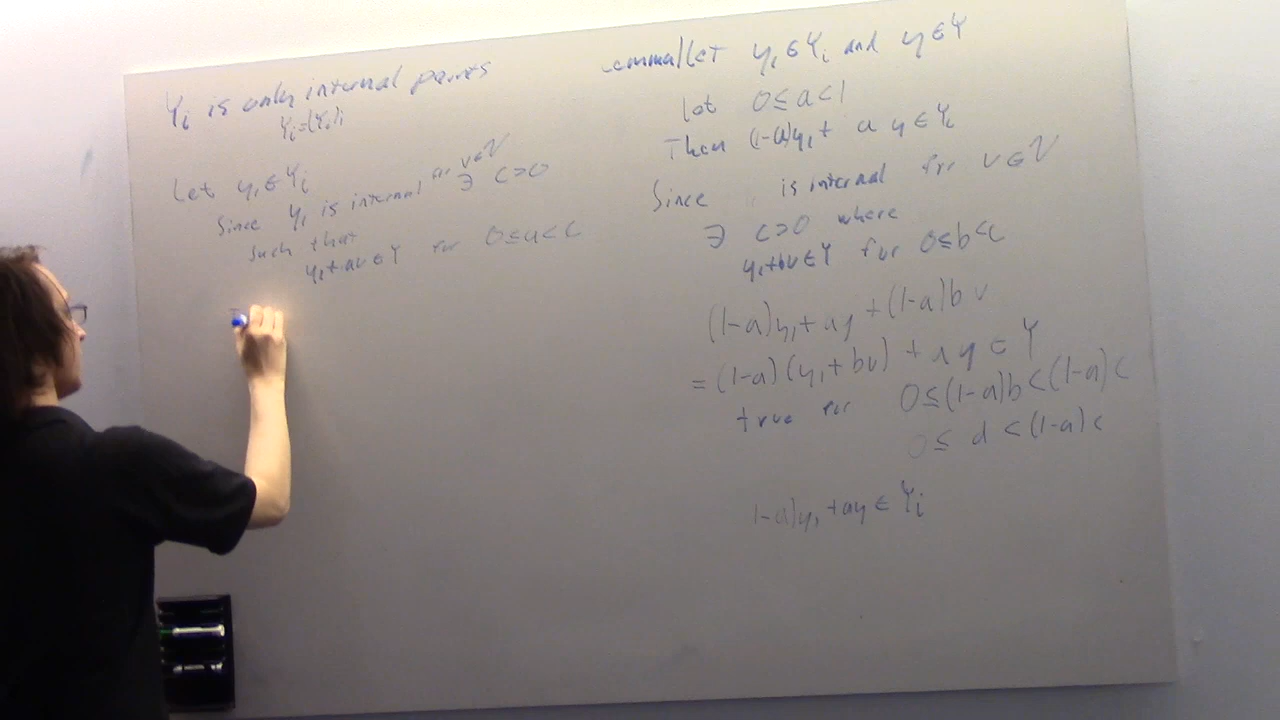 Yi is only internal points
Yi=(Yi)i
Let y₁∈Yi
Since y₁ is internal for v∈V ∃ c>0
such that
y₁+av∈Y for 0≤a<c
let y₁∈Yi and y∈Y
let 0≤a<1
Then (1-a)y₁+ a y ∈Yi
Since is internal for v∈V
∃ c>0 where
y₁+bv∈Y for 0≤b<c
(1-a)y₁+ay+(1-a)b v
=(1-a)(y₁+bv) + ay ∈ Y
true for 0≤(1-a)b<(1-a)c
0≤ d <(1-a)c
1-a)y₁+ay∈Yi